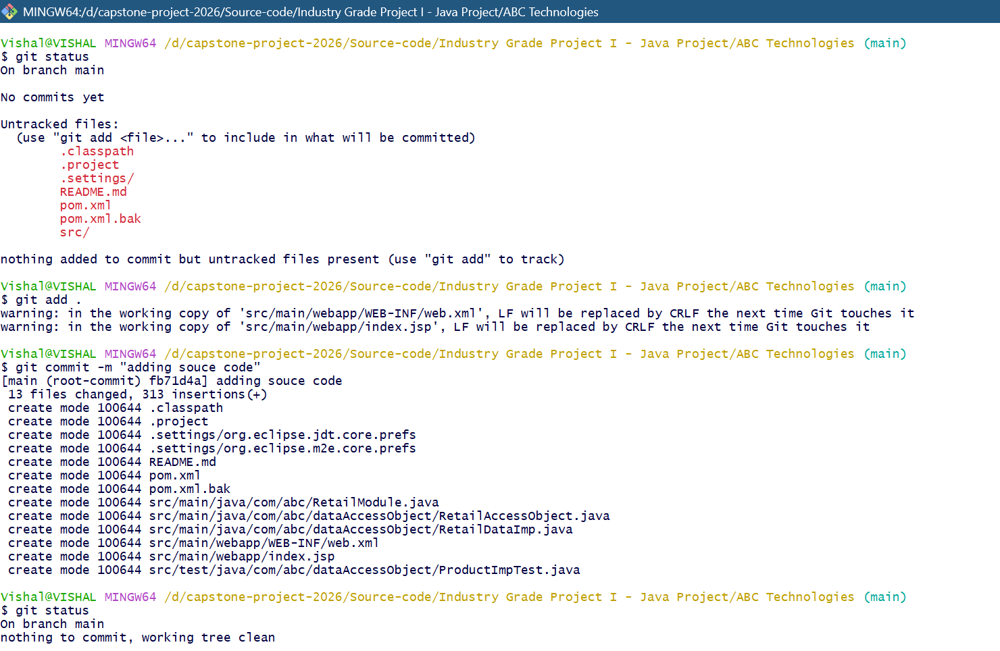 MINGW64:/d/capstone-project-2026/Source-code/Industry Grade Project I - Java Project/ABC Technologies
Vishal@VISHAL MINGW64 /d/capstone-project-2026/Source-code/Industry Grade Project I - Java Project/ABC Technologies (main)
$ git status
On branch main
No commits yet
Untracked files:
  (use "git add <file>..." to include in what will be committed)
        .classpath
        .project
        .settings/
        README.md
        pom.xml
        pom.xml.bak
        src/
nothing added to commit but untracked files present (use "git add" to track)
Vishal@VISHAL MINGW64 /d/capstone-project-2026/Source-code/Industry Grade Project I - Java Project/ABC Technologies (main)
$ git add .
warning: in the working copy of 'src/main/webapp/WEB-INF/web.xml', LF will be replaced by CRLF the next time Git touches it
warning: in the working copy of 'src/main/webapp/index.jsp', LF will be replaced by CRLF the next time Git touches it
Vishal@VISHAL MINGW64 /d/capstone-project-2026/Source-code/Industry Grade Project I - Java Project/ABC Technologies (main)
$ git commit -m "adding souce code"
[main (root-commit) fb71d4a] adding souce code
 13 files changed, 313 insertions(+)
 create mode 100644 .classpath
 create mode 100644 .project
 create mode 100644 .settings/org.eclipse.jdt.core.prefs
 create mode 100644 .settings/org.eclipse.m2e.core.prefs
 create mode 100644 README.md
 create mode 100644 pom.xml
 create mode 100644 pom.xml.bak
 create mode 100644 src/main/java/com/abc/RetailModule.java
 create mode 100644 src/main/java/com/abc/dataAccessObject/RetailAccessObject.java
 create mode 100644 src/main/java/com/abc/dataAccessObject/RetailDataImp.java
 create mode 100644 src/main/webapp/WEB-INF/web.xml
 create mode 100644 src/main/webapp/index.jsp
 create mode 100644 src/test/java/com/abc/dataAccessObject/ProductImpTest.java
Vishal@VISHAL MINGW64 /d/capstone-project-2026/Source-code/Industry Grade Project I - Java Project/ABC Technologies (main)
$ git status
On branch main
nothing to commit, working tree clean